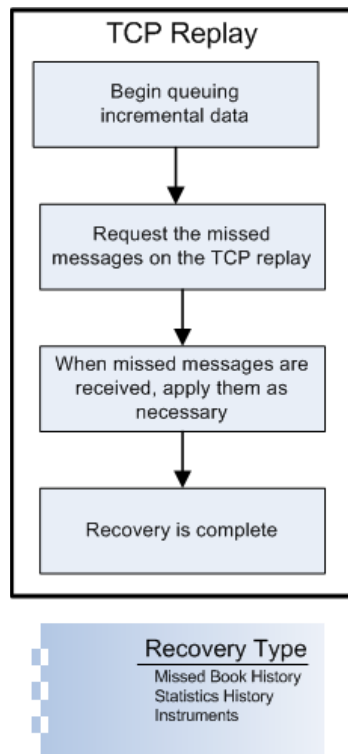 TCP Replay
Begin queuing
incremental data
Request the missed
messages on the TCP replay
When missed messages are
received, apply them as
necessary
Recovery is complete
Recovery Type
Missed Book History
Statistics History
Instruments